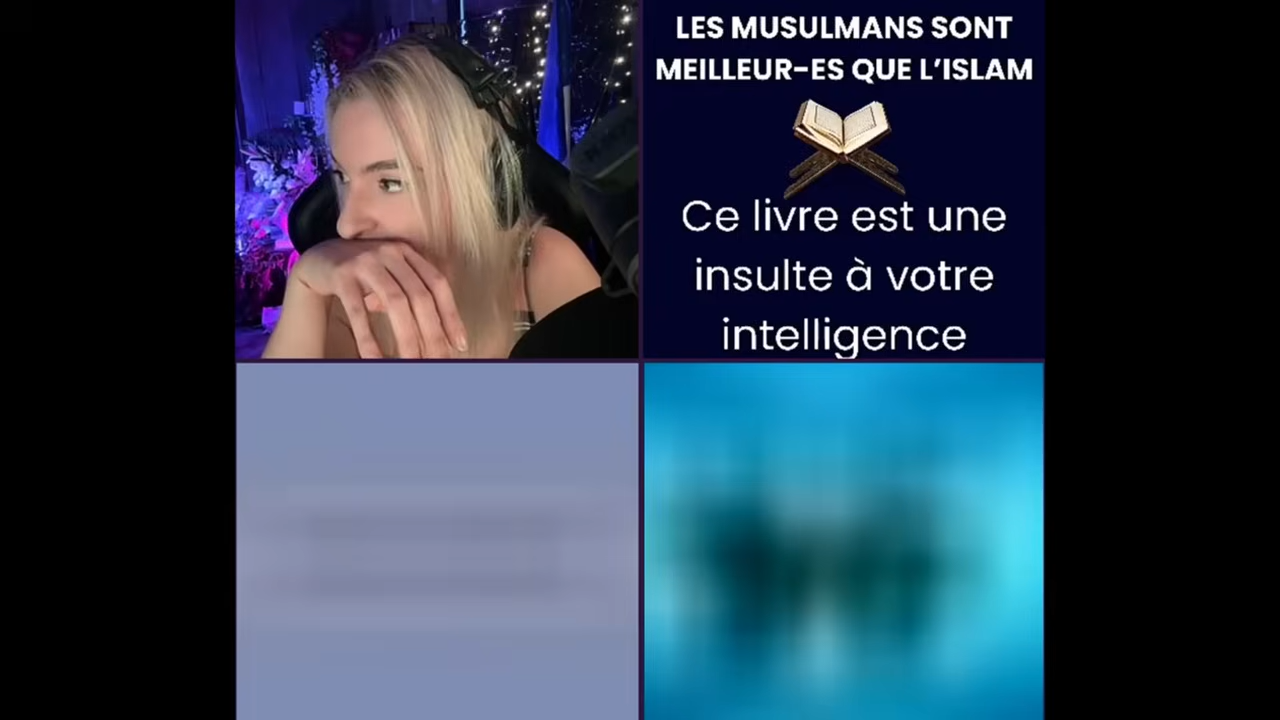 LES MUSULMANS SONT
MEILLEUR-ES QUE L'ISLAM
Ce livre est une
insulte à votre
intelligence